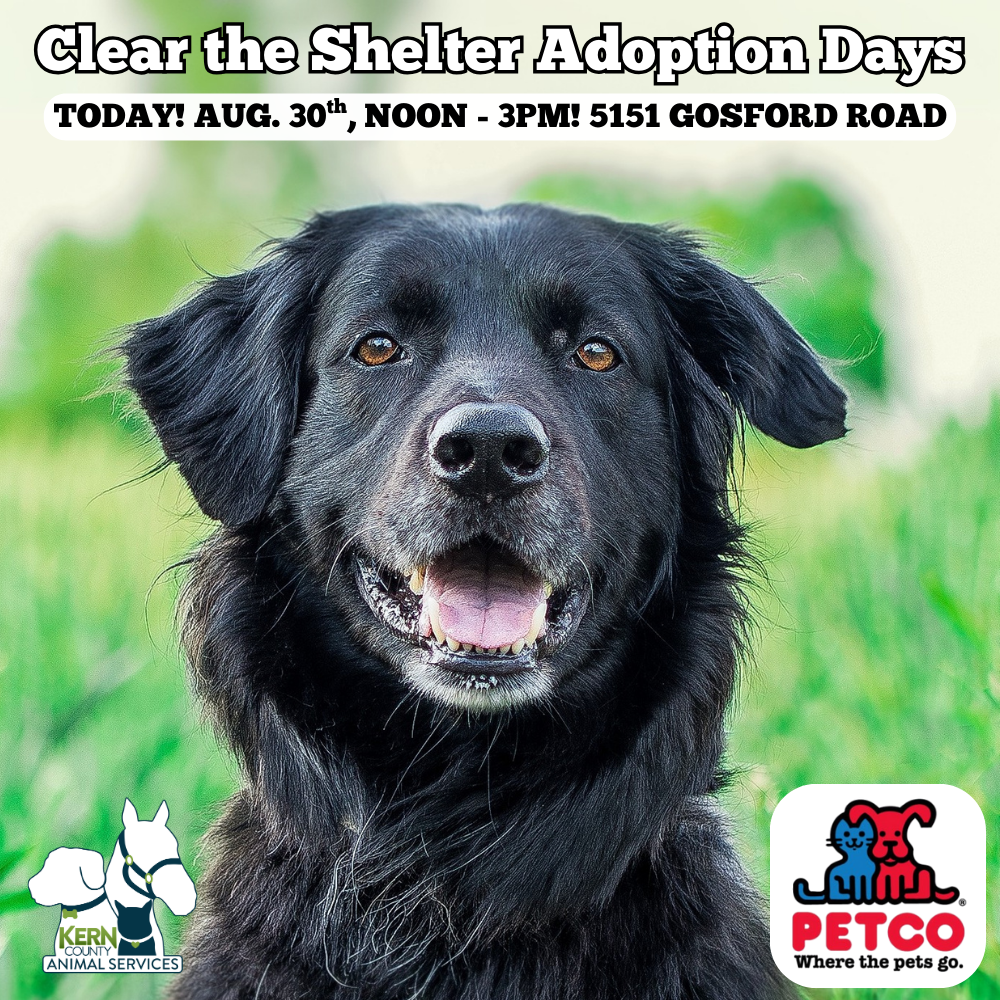 Clear the Shelter Adoption Days
TODAY! AUG. 30th, NOON - 3PM! 5151 GOSFORD ROAD
KERN
COUNTY
ANIMAL SERVICES
PETCO®
Where the pets go.